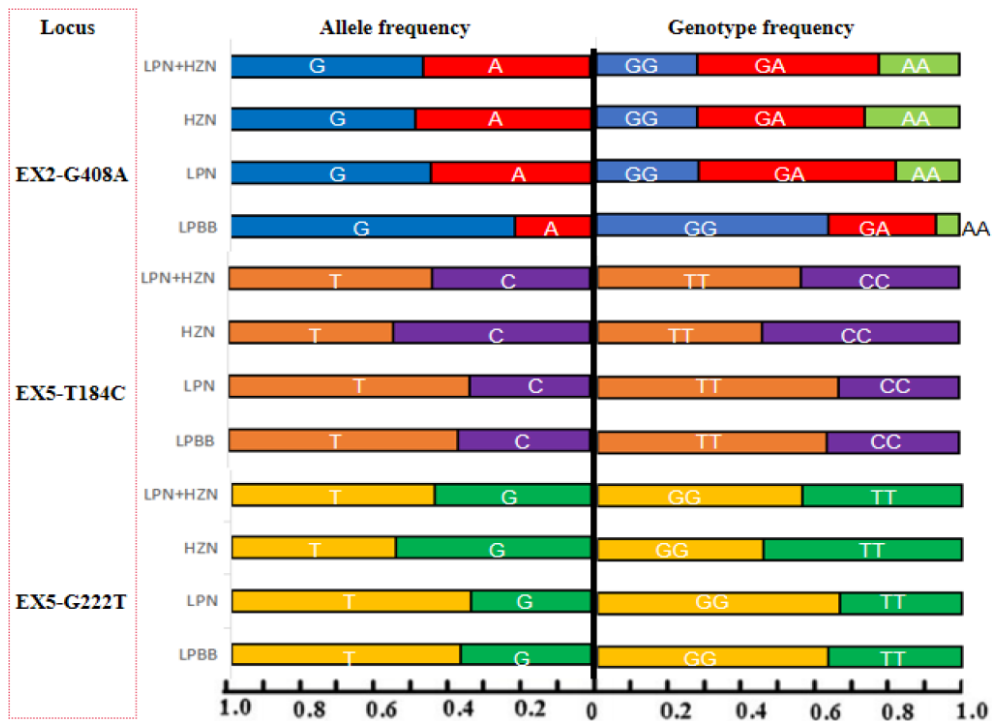 Locus Allele frequency Genotype frequency
LPN+HZN G A GG GA AA
HZN G A GG GA AA
EX2-G408A
LPN G A GG GA AA
LPBB G A GG GA AA
LPN+HZN T C TT CC
HZN T C TT CC
EX5-T184C
LPN T C TT CC
LPBB T C TT CC
LPN+HZN T G GG TT
HZN T G GG TT
EX5-G222T
LPN T G GG TT
LPBB T G GG TT
1.0 0.8 0.6 0.4 0.2 0 0.2 0.4 0.6 0.8 1.0